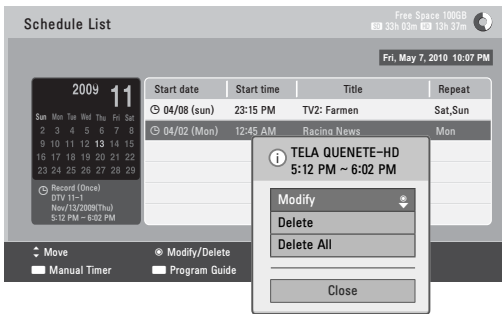 Schedule List
Free Space 100GB
SD 33h 03m HD 13h 37m
Fri, May 7, 2010 10:07 PM
2009 11
Sun Mon Tue Wed Thu Fri Sat
2 3 4 5 6 7 8
9 10 11 12 13 14 15
16 17 18 19 20 21 22
23 24 25 26 27 28 29
Record (Once)
DTV 11-1
Nov/13/2009(Thu)
5:12 PM ~ 6:02 PM
Start date Start time Title Repeat
04/08 (sun) 23:15 PM TV2: Farmen Sat,Sun
04/02 (Mon) 12:45 AM Racing News Mon
TELA QUENETE-HD
5:12 PM ~ 6:02 PM
Modify
Delete
Delete All
Close
Move Modify/Delete
Manual Timer Program Guide